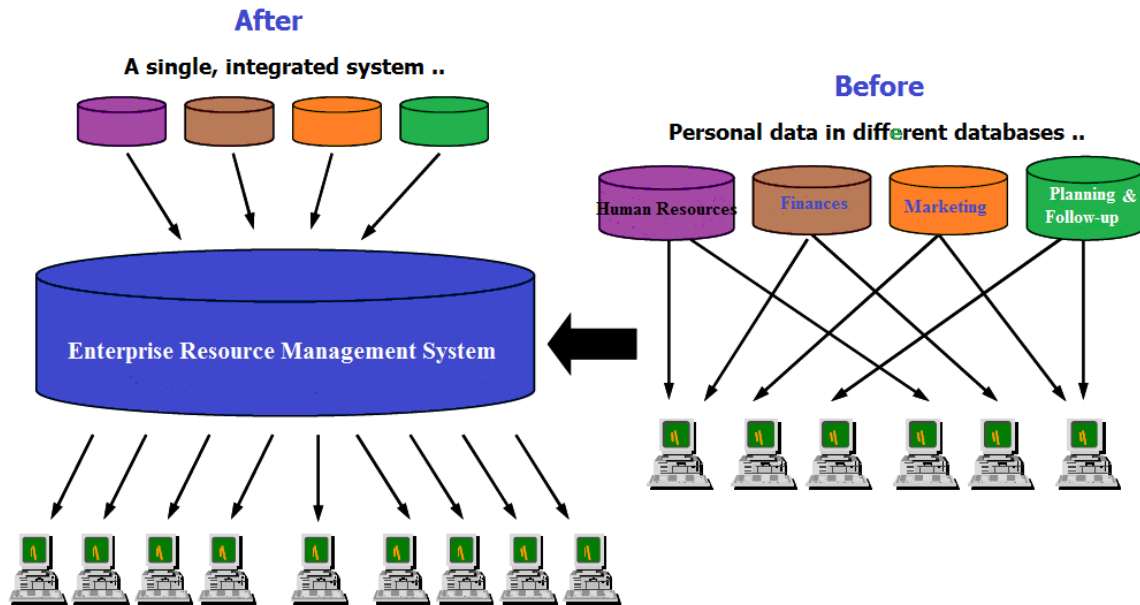 After
A single, integrated system ..
Enterprise Resource Management System
Before
Personal data in different databases ..
Human Resources
Finances
Marketing
Planning &
Follow-up